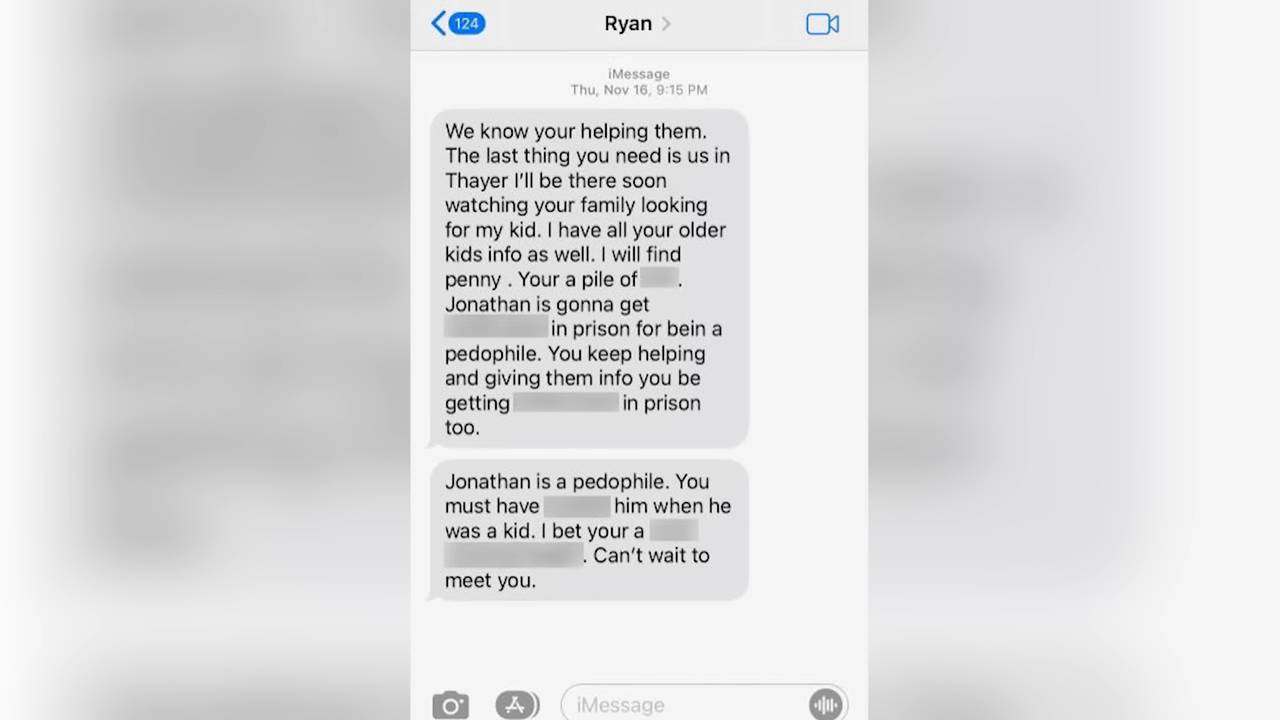 124
Ryan
iMessage
Thu, Nov 16, 9:15 PM
We know your helping them.
The last thing you need is us in
Thayer I'll be there soon
watching your family looking
for my kid. I have all your older
kids info as well. I will find
penny . Your a pile of .
Jonathan is gonna get
in prison for bein a
pedophile. You keep helping
and giving them info you be
getting in prison
too.
Jonathan is a pedophile. You
must have him when he
was a kid. I bet your a
. Can't wait to
meet you.
iMessage